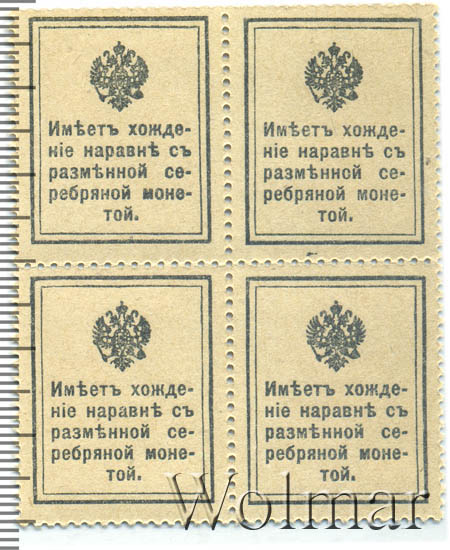 Имѣетъ хожде-
ніе наравнѣ съ
размѣнной се-
ребряной моне-
той.
Имѣетъ хожде-
ніе наравнѣ съ
размѣнной се-
ребряной моне-
той.
Имѣетъ хожде-
ніе наравнѣ съ
размѣнной се-
ребряной моне-
той.
Имѣетъ хожде-
ніе наравнѣ съ
размѣнной се-
ребряной моне-
той.
Wolmar